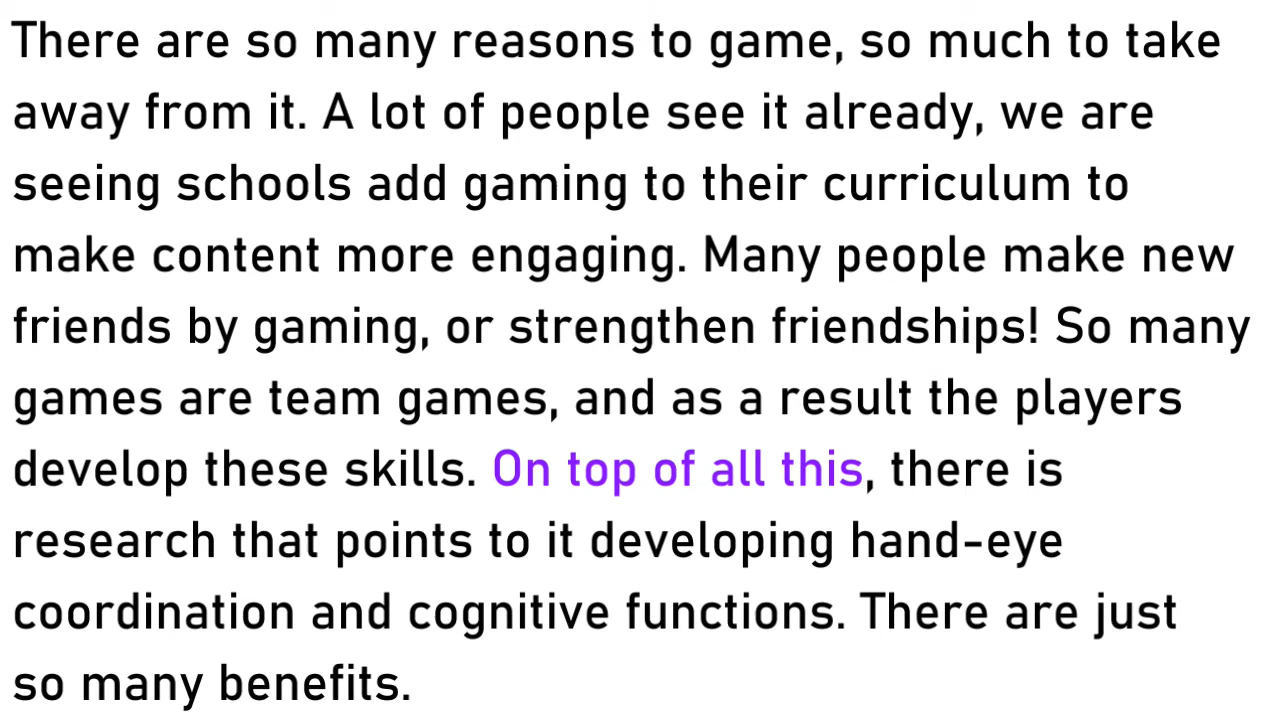 There are so many reasons to game, so much to take
away from it. A lot of people see it already, we are
seeing schools add gaming to their curriculum to
make content more engaging. Many people make new
friends by gaming, or strengthen friendships! So many
games are team games, and as a result the players
develop these skills. On top of all this, there is
research that points to it developing hand-eye
coordination and cognitive functions. There are just
so many benefits.